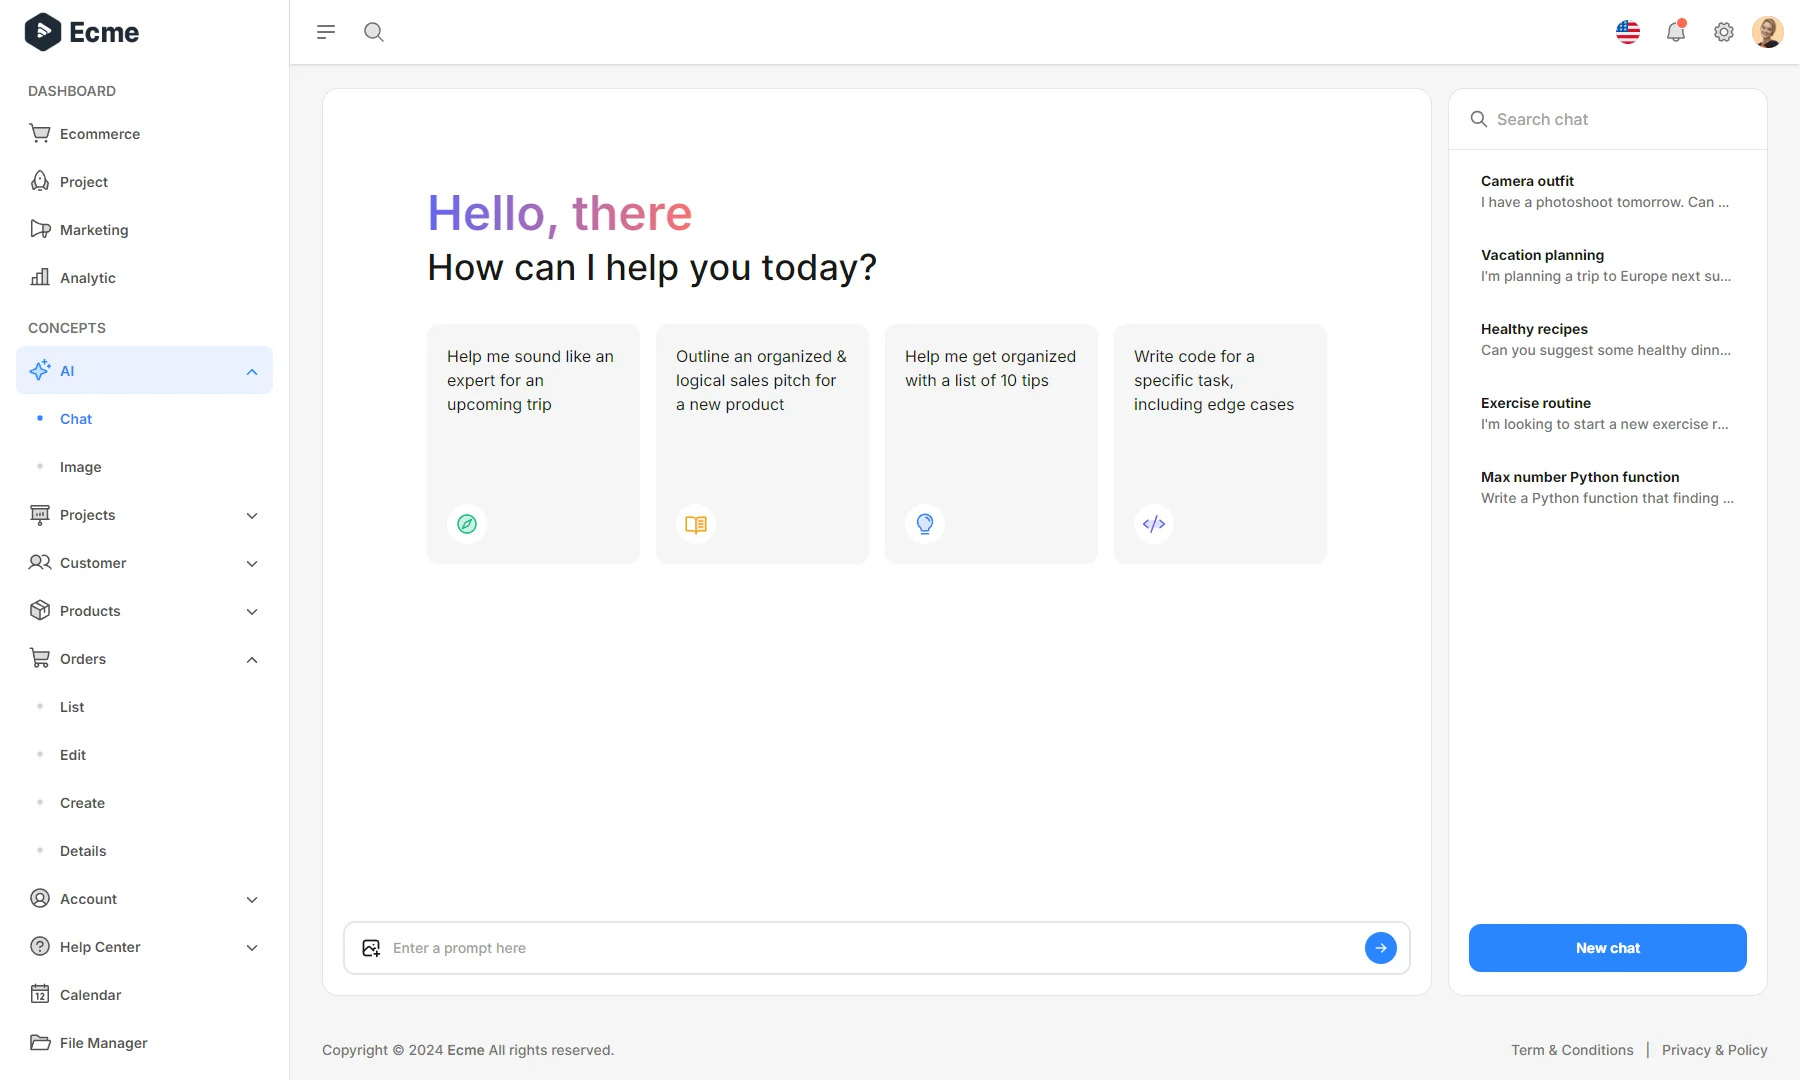 Ecme
DASHBOARD
Ecommerce
Project
Marketing
Analytic
CONCEPTS
AI
Chat
Image
Projects
Customer
Products
Orders
List
Edit
Create
Details
Account
Help Center
12
Calendar
File Manager
Hello, there
How can I help you today?
Help me sound like an
expert for an
upcoming trip
Outline an organized &
logical sales pitch for
a new product
Help me get organized
with a list of 10 tips
Write code for a
specific task,
including edge cases
Enter a prompt here
Search chat
Camera outfit
I have a photoshoot tomorrow. Can ...
Vacation planning
I'm planning a trip to Europe next su...
Healthy recipes
Can you suggest some healthy dinn...
Exercise routine
I'm looking to start a new exercise r...
Max number Python function
Write a Python function that finding ...
New chat
Copyright © 2024 Ecme All rights reserved.
Term & Conditions | Privacy & Policy